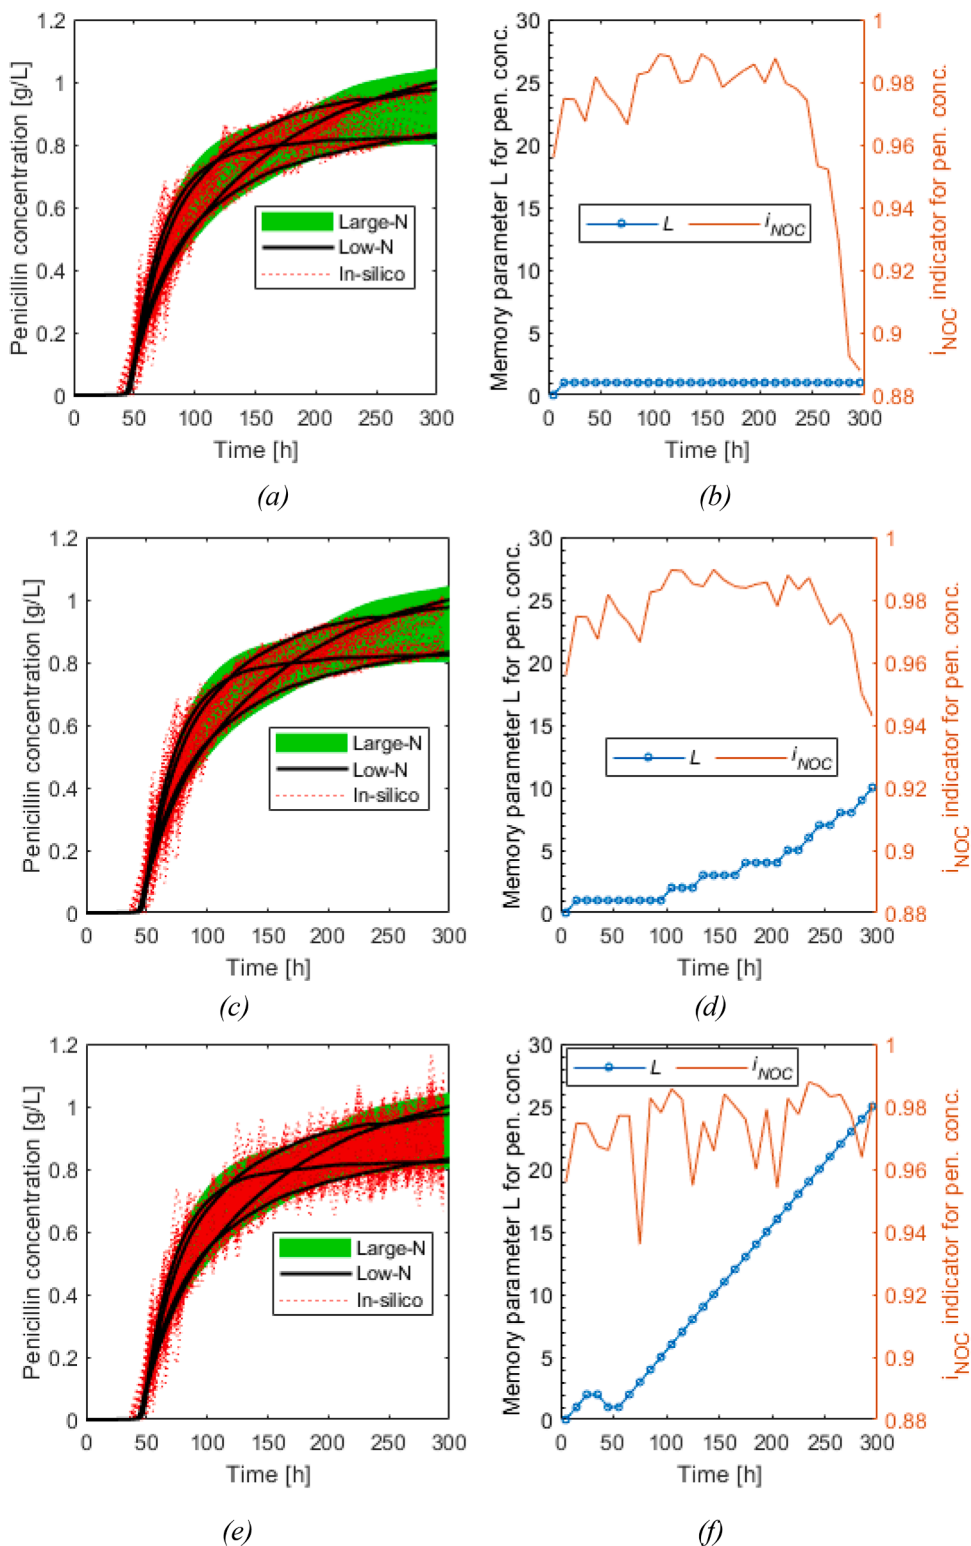 Penicillin concentration [g/L]
1.2
1
0.8
0.6
0.4
0.2
0
Large-N
Low-N
In-silico
0 50 100 150 200 250 300
Time [h]
(a)
Memory parameter L for pen. conc.
30
25
20
15
10
5
0
L iNOC
1
0.98
0.96
0.94
0.92
0.9
0.88
iNOC indicator for pen. conc.
0 50 100 150 200 250 300
Time [h]
(b)
Penicillin concentration [g/L]
1.2
1
0.8
0.6
0.4
0.2
0
Large-N
Low-N
In-silico
0 50 100 150 200 250 300
Time [h]
(c)
Memory parameter L for pen. conc.
30
25
20
15
10
5
0
L iNOC
1
0.98
0.96
0.94
0.92
0.9
0.88
iNOC indicator for pen. conc.
0 50 100 150 200 250 300
Time [h]
(d)
Penicillin concentration [g/L]
1.2
1
0.8
0.6
0.4
0.2
0
Large-N
Low-N
In-silico
0 50 100 150 200 250 300
Time [h]
(e)
Memory parameter L for pen. conc.
30
25
20
15
10
5
0
L iNOC
1
0.98
0.96
0.94
0.92
0.9
0.88
iNOC indicator for pen. conc.
0 50 100 150 200 250 300
Time [h]
(f)